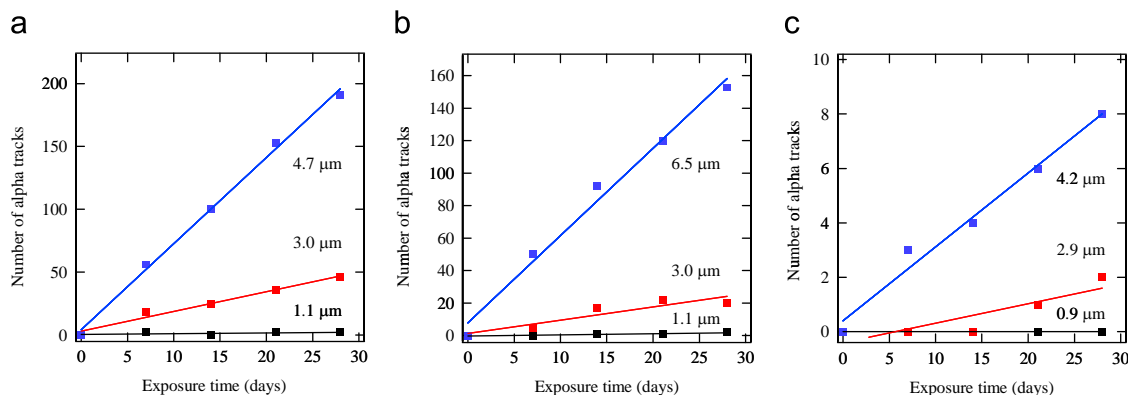 a
Number of alpha tracks
200
150
100
50
0
4.7 μm
3.0 μm
1.1 μm
0 5 10 15 20 25 30
Exposure time (days)
b
Number of alpha tracks
160
140
120
100
80
60
40
20
0
6.5 μm
3.0 μm
1.1 μm
0 5 10 15 20 25 30
Exposure time (days)
c
Number of alpha tracks
10
8
6
4
2
0
4.2 μm
2.9 μm
0.9 μm
0 5 10 15 20 25 30
Exposure time (days)